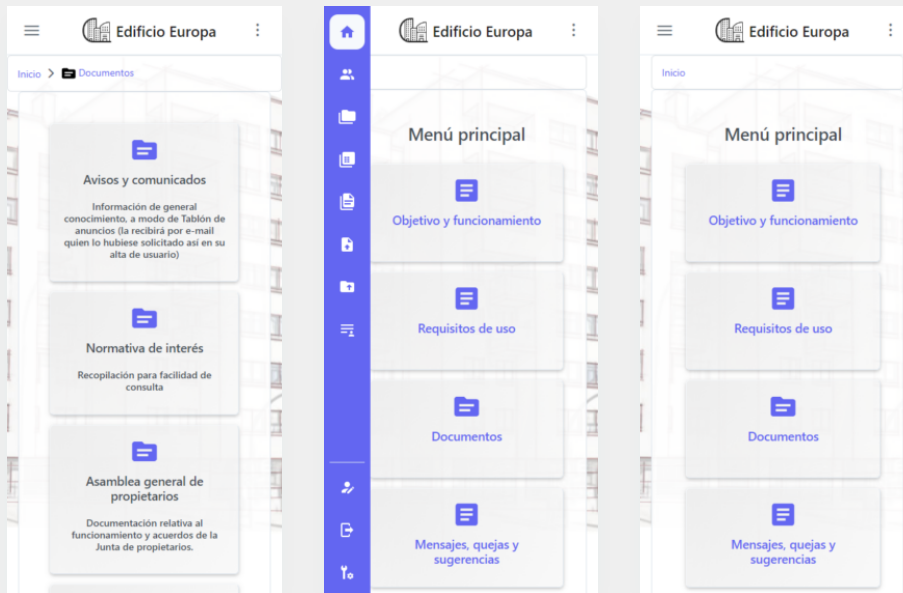 Edificio Europa
Inicio > Documentos
Avisos y comunicados
Información de general
conocimiento, a modo de Tablón de
anuncios (la recibirá por e-mail
quien lo hubiese solicitado así en su
alta de usuario)
Normativa de interés
Recopilación para facilidad de
consulta
Asamblea general de
propietarios
Documentación relativa al
funcionamiento y acuerdos de la
Junta de propietarios.
Edificio Europa
Menú principal
Objetivo y funcionamiento
Requisitos de uso
Documentos
Mensajes, quejas y
sugerencias
Edificio Europa
Inicio
Menú principal
Objetivo y funcionamiento
Requisitos de uso
Documentos
Mensajes, quejas y
sugerencias